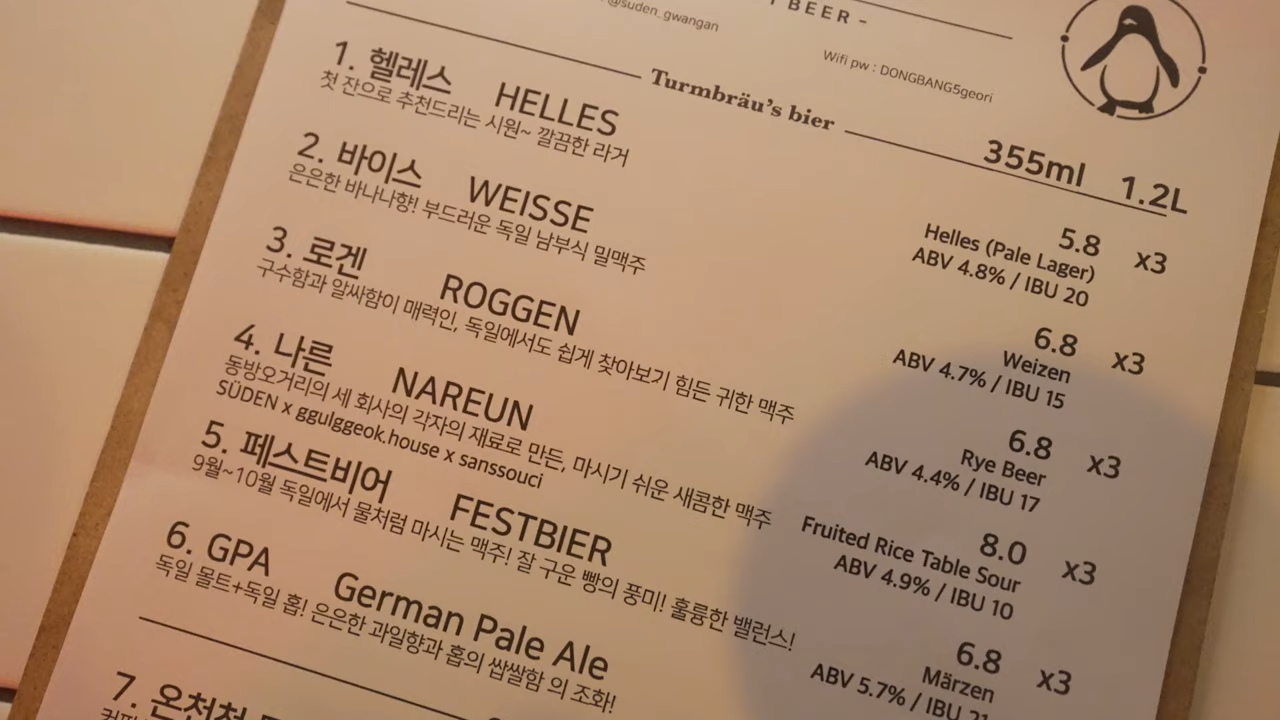 BEER -
@suden_gwangan
Wifi pw : DONGBANG5geori
Turmbräu's bier
355ml 1.2L
1. 헬레스 HELLES
첫 잔으로 추천드리는 시원~ 깔끔한 라거
5.8 x3
Helles (Pale Lager)
ABV 4.8% / IBU 20
2. 바이스 WEISSE
은은한 바나나향! 부드러운 독일 남부식 밀맥주
6.8 x3
Weizen
ABV 4.7% / IBU 15
3. 로겐 ROGGEN
구수함과 알싸함이 매력인, 독일에서도 쉽게 찾아보기 힘든 귀한 맥주
6.8 x3
Rye Beer
ABV 4.4% / IBU 17
4. 나른 NAREUN
동방오거리의 세 회사의 각자의 재료로 만든, 마시기 쉬운 새콤한 맥주
SÜDEN x ggulggeok.house x sanssouci
8.0 x3
Fruited Rice Table Sour
ABV 4.9% / IBU 10
5. 페스트비어 FESTBIER
9월~10월 독일에서 물처럼 마시는 맥주! 잘 구운 빵의 풍미! 훌륭한 밸런스!
6.8 x3
Märzen
ABV 5.7% / IBU 21
6. GPA German Pale Ale
독일 몰트+독일 홉! 은은한 과일향과 홉의 쌉쌀함 의 조화!
7. 온천천